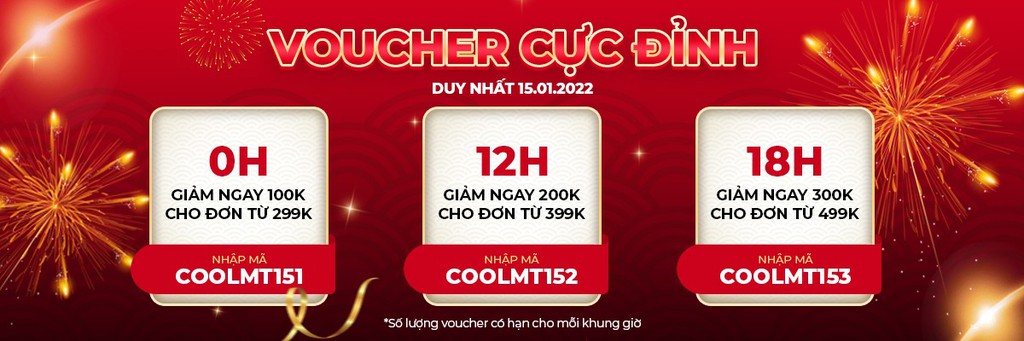 VOUCHER CỰC ĐỈNH
DUY NHẤT 15.01.2022
0H
GIẢM NGAY 100K
CHO ĐƠN TỪ 299K
NHẬP MÃ
COOLMT151
12H
GIẢM NGAY 200K
CHO ĐƠN TỪ 399K
NHẬP MÃ
COOLMT152
18H
GIẢM NGAY 300K
CHO ĐƠN TỪ 499K
NHẬP MÃ
COOLMT153
*Số lượng voucher có hạn cho mỗi khung giờ